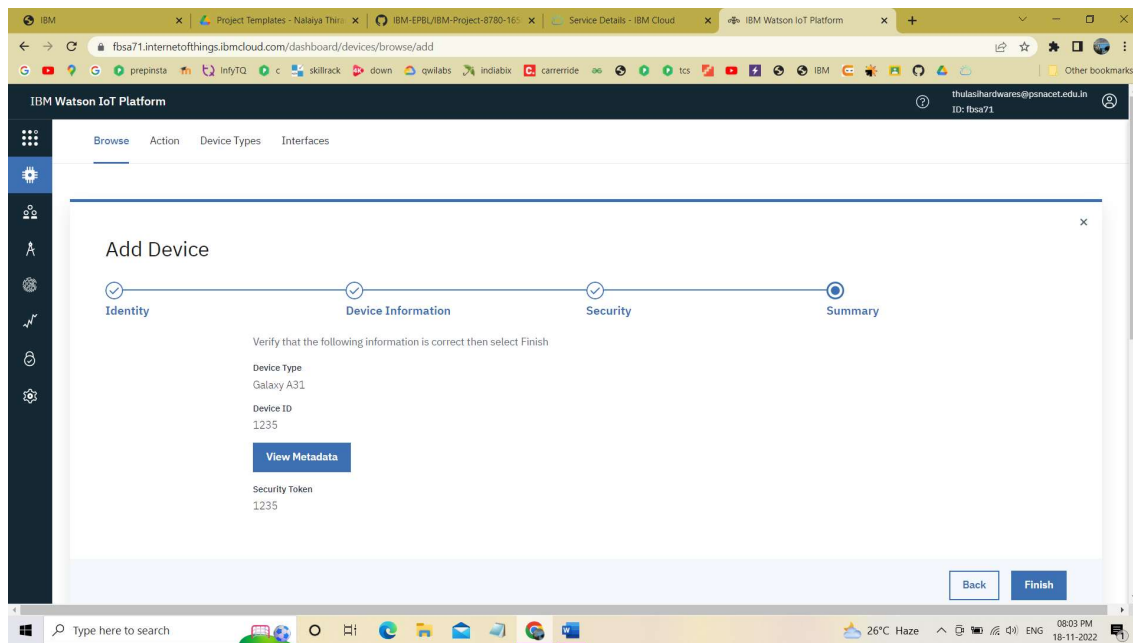 IBM
Project Templates - Nalaiya Thira
IBM-EPBL/IBM-Project-8780-165
Service Details - IBM Cloud
IBM Watson IoT Platform
fbsa71.internetofthings.ibmcloud.com/dashboard/devices/browse/add
prepinsta InfyTQ c skillrack down qwilabs indiabix carrerride tcs IBM Other bookmarks
IBM Watson IoT Platform
thulasihardwares@psnacet.edu.in
ID: fbsa71
Browse Action Device Types Interfaces
Add Device
Identity Device Information Security Summary
Verify that the following information is correct then select Finish
Device Type
Galaxy A31
Device ID
1235
View Metadata
Security Token
1235
Back Finish
Type here to search
26°C Haze
ENG
08:03 PM
18-11-2022